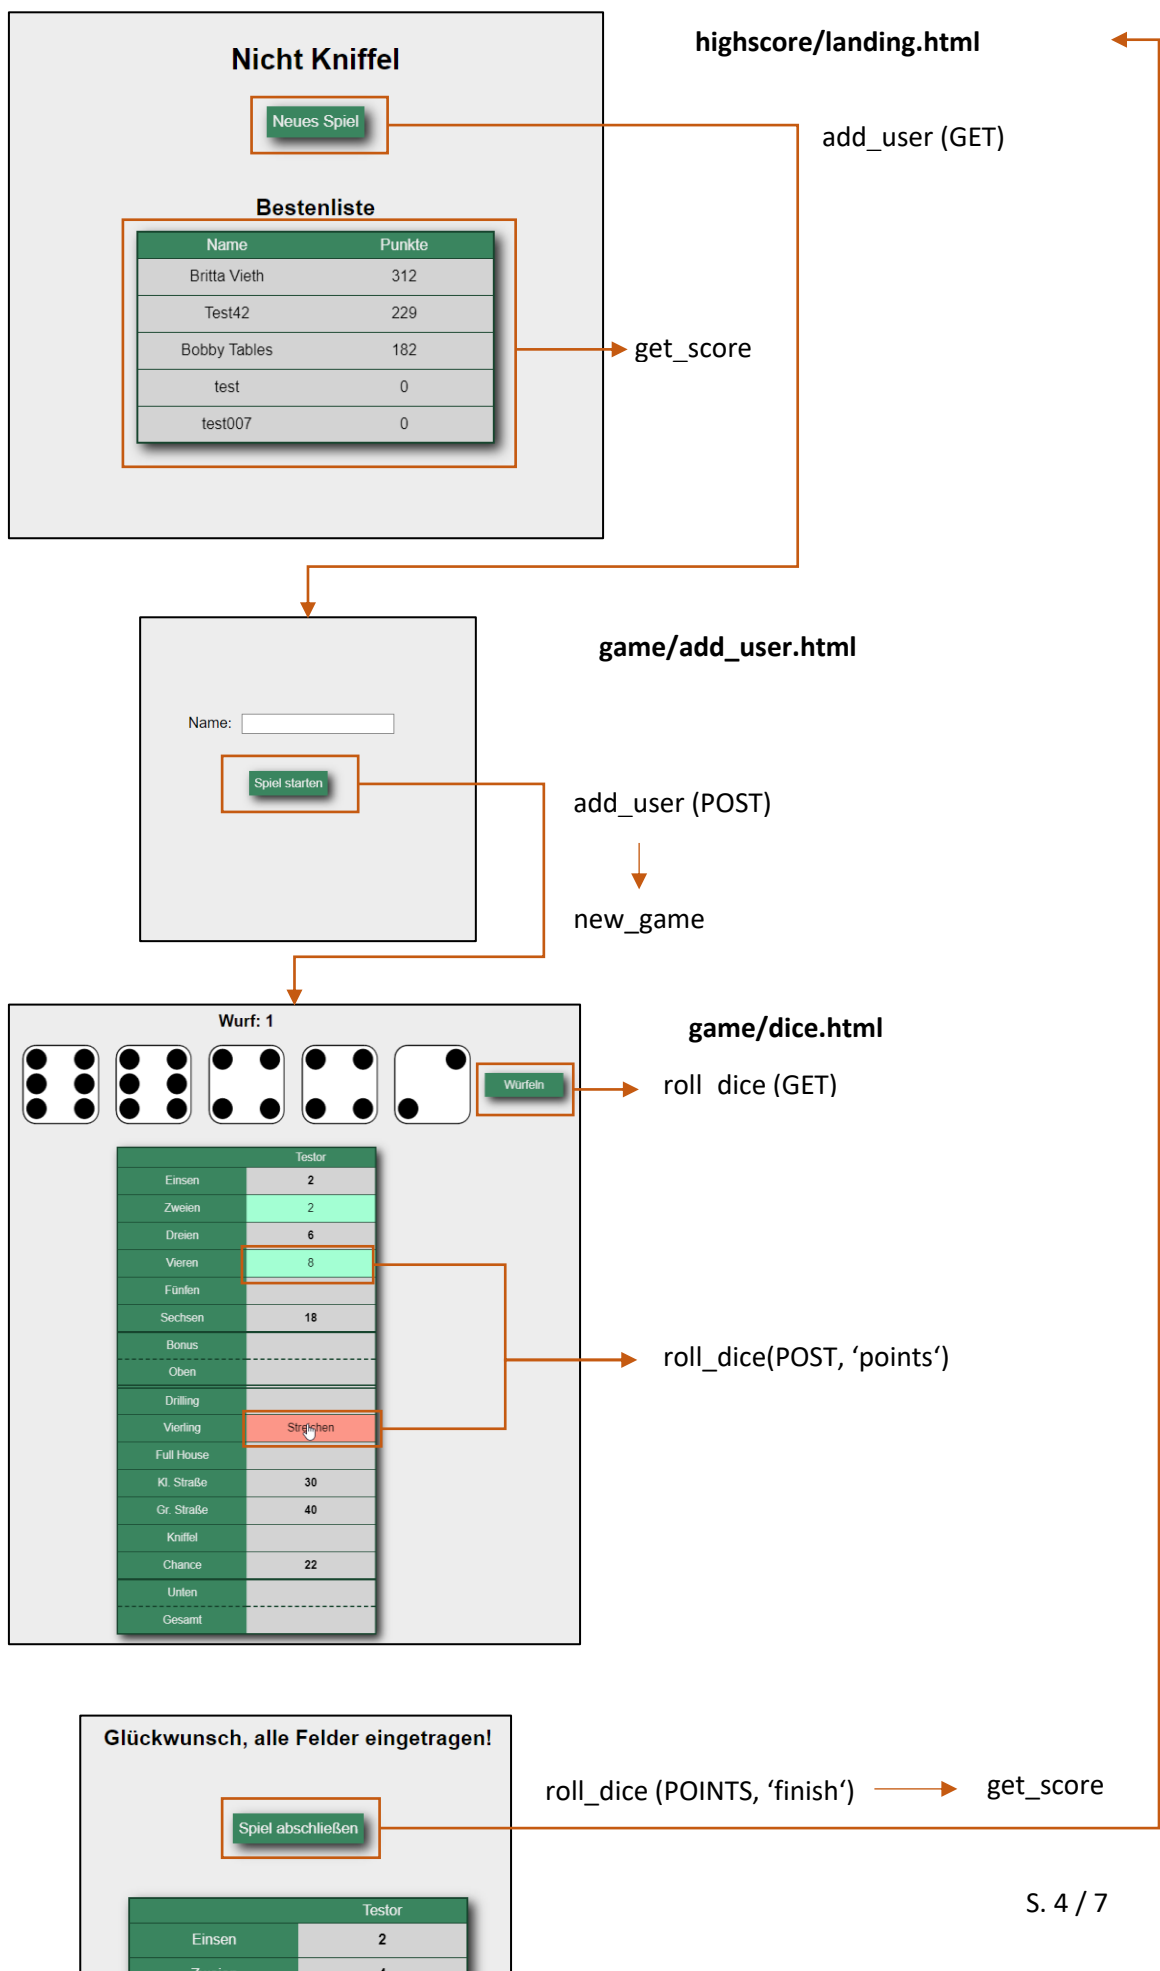 Nicht Kniffel
highscore/landing.html
Neues Spiel
add_user (GET)
Bestenliste
Name Punkte
Britta Vieth 312
Test42 229
Bobby Tables 182
get_score
test 0
test007 0
game/add_user.html
Name:
Spiel starten
add_user (POST)
new_game
Wurf: 1
game/dice.html
Würfeln
roll_dice (GET)
Testor
Einsen 2
Zweien 2
Dreien 6
Vieren 8
Fünfen
Sechsen 18
Bonus
Oben
roll_dice(POST, ‘points‘)
Drilling
Vierling Streichen
Full House
Kl. Straße 30
Gr. Straße 40
Kniffel
Chance 22
Unten
Gesamt
Glückwunsch, alle Felder eingetragen!
roll_dice (POINTS, ‘finish‘)
get_score
Spiel abschließen
S. 4 / 7
Testor
Einsen 2